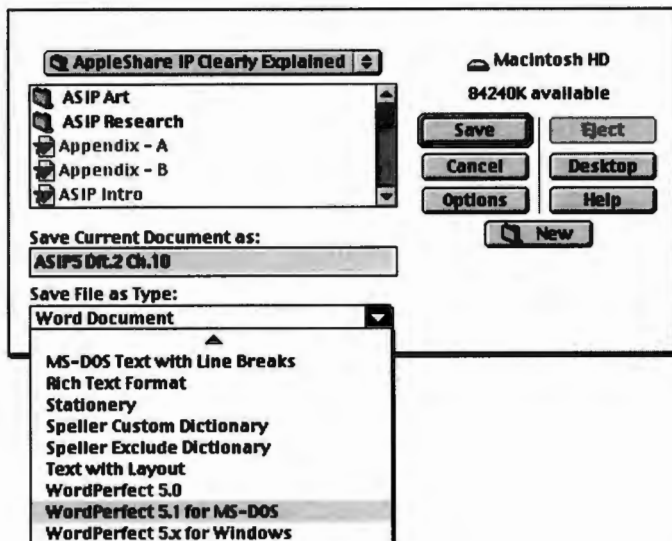 AppleShare IP Clearly Explained
Macintosh HD
84240K available
ASIP Art
ASIP Research
Appendix - A
Appendix - B
ASIP Intro
Save
Eject
Cancel
Desktop
Options
Help
New
Save Current Document as:
ASIP5 Dft.2 Ch.10
Save File as Type:
Word Document
MS-DOS Text with Line Breaks
Rich Text Format
Stationery
Speller Custom Dictionary
Speller Exclude Dictionary
Text with Layout
WordPerfect 5.0
WordPerfect 5.1 for MS-DOS
WordPerfect 5.x for Windows